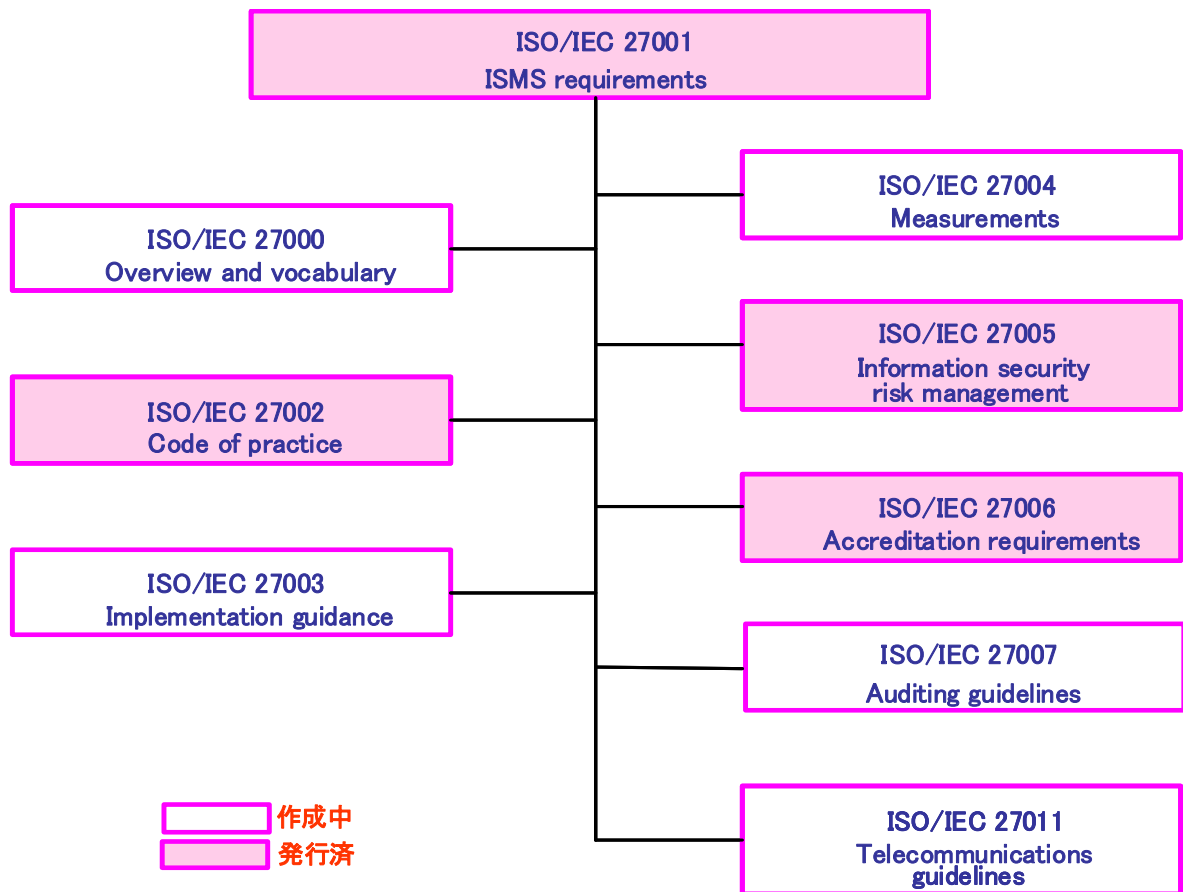 ISO/IEC 27001
ISMS requirements
ISO/IEC 27000
Overview and vocabulary
ISO/IEC 27002
Code of practice
ISO/IEC 27003
Implementation guidance
ISO/IEC 27004
Measurements
ISO/IEC 27005
Information security
risk management
ISO/IEC 27006
Accreditation requirements
ISO/IEC 27007
Auditing guidelines
ISO/IEC 27011
Telecommunications
guidelines
作成中
発行済